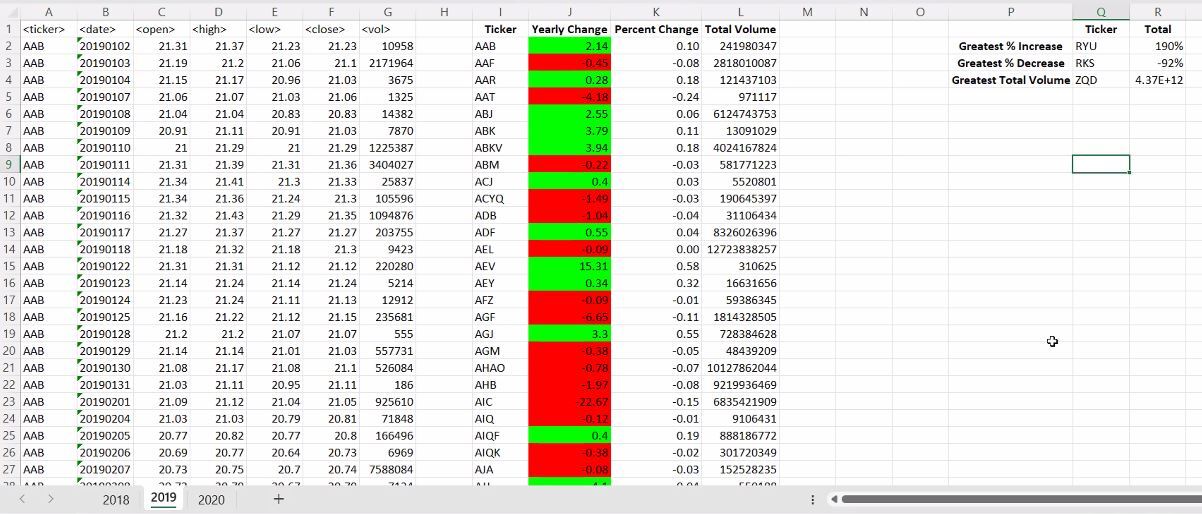 A B C D E F G H I J K L M N O P Q R
1 <ticker> <date> <open> <high> <low> <close> <vol> Ticker Yearly Change Percent Change Total Volume Ticker Total
2 AAB 20190102 21.31 21.37 21.23 21.23 10958 AAB 2.14 0.10 241980347 Greatest % Increase RYU 190%
3 AAB 20190103 21.19 21.2 21.06 21.1 2171964 AAF -0.45 -0.08 2818010087 Greatest % Decrease RKS -92%
4 AAB 20190104 21.15 21.17 20.96 21.03 3675 AAR 0.28 0.18 121437103 Greatest Total Volume ZQD 4.37E+12
5 AAB 20190107 21.06 21.07 21.03 21.06 1325 AAT -4.18 -0.24 971117
6 AAB 20190108 21.04 21.04 20.83 20.83 14382 ABJ 2.55 0.06 6124743753
7 AAB 20190109 20.91 21.11 20.91 21.03 7870 ABK 3.79 0.11 13091029
8 AAB 20190110 21 21.29 21 21.29 1225387 ABKV 3.94 0.18 4024167824
9 AAB 20190111 21.31 21.39 21.31 21.36 3404027 ABM -0.22 -0.03 581771223
10 AAB 20190114 21.34 21.41 21.3 21.33 25837 ACJ 0.4 0.03 5520801
11 AAB 20190115 21.34 21.36 21.24 21.3 105596 ACYQ -1.49 -0.03 190645397
12 AAB 20190116 21.32 21.43 21.29 21.35 1094876 ADB -1.04 -0.04 31106434
13 AAB 20190117 21.27 21.37 21.27 21.27 203755 ADF 0.55 0.04 8326026396
14 AAB 20190118 21.18 21.32 21.18 21.3 9423 AEL -0.09 0.00 12723838257
15 AAB 20190122 21.31 21.31 21.12 21.12 220280 AEV 15.31 0.58 310625
16 AAB 20190123 21.14 21.24 21.14 21.24 5214 AEY 0.34 0.32 16631656
17 AAB 20190124 21.23 21.24 21.11 21.13 12912 AFZ -0.09 -0.01 59386345
18 AAB 20190125 21.16 21.22 21.12 21.15 235681 AGF -6.65 -0.11 1814328505
19 AAB 20190128 21.2 21.2 21.07 21.07 555 AGJ 3.3 0.55 728384628
20 AAB 20190129 21.14 21.14 21.01 21.03 557731 AGM -0.38 -0.05 48439209
21 AAB 20190130 21.08 21.17 21.08 21.1 526084 AHAO -0.78 -0.07 10127862044
22 AAB 20190131 21.03 21.11 20.95 21.11 186 AHB -1.97 -0.08 9219936469
23 AAB 20190201 21.09 21.12 21.04 21.05 925610 AIC -22.67 -0.15 6835421909
24 AAB 20190204 21.03 21.03 20.79 20.81 71848 AIQ -0.12 -0.01 9106431
25 AAB 20190205 20.77 20.82 20.77 20.8 166496 AIQF 0.4 0.19 888186772
26 AAB 20190206 20.69 20.77 20.64 20.73 6969 AIQK -0.38 -0.02 301720349
27 AAB 20190207 20.73 20.75 20.7 20.74 7588084 AJA -0.08 -0.03 152528235
2018 2019 2020 +